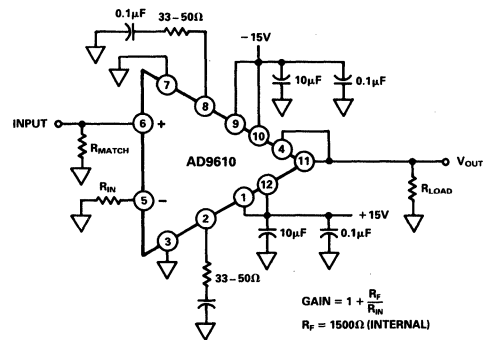 0.1μF
33–50Ω
–15V
10μF
0.1μF
7
8
9
10
4
11
INPUT
6
+
RMATCH
AD9610
VOUT
RIN
5
–
12
1
2
3
RLOAD
+15V
10μF
0.1μF
33–50Ω
GAIN = 1 + RF
RIN
RF = 1500Ω (INTERNAL)